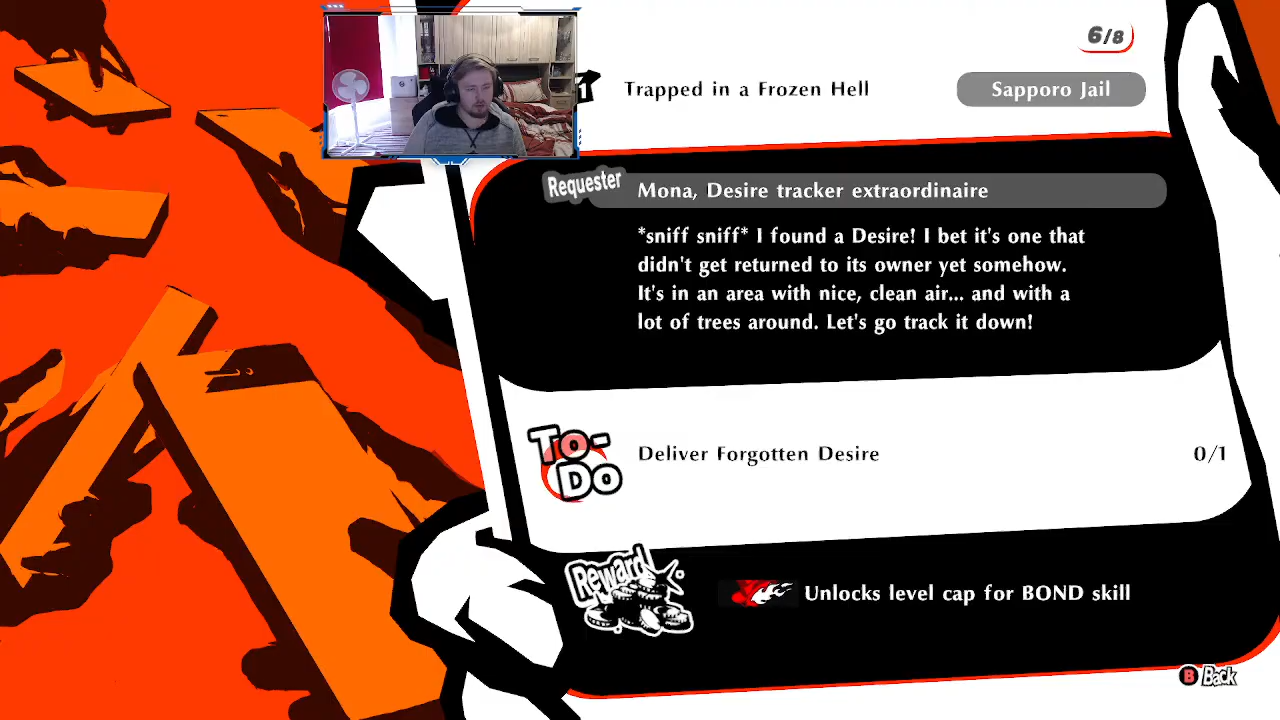 6/8
1
Trapped in a Frozen Hell
Sapporo Jail
Requester
Mona, Desire tracker extraordinaire
*sniff sniff* I found a Desire! I bet it's one that
didn't get returned to its owner yet somehow.
It's in an area with nice, clean air... and with a
lot of trees around. Let's go track it down!
To-
Do
Deliver Forgotten Desire
0/1
Reward
Unlocks level cap for BOND skill
B Back